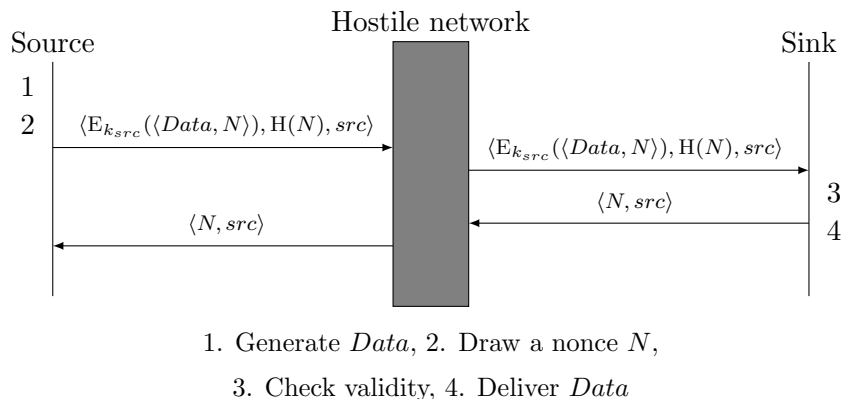 Hostile network
Source
Sink
1
2
⟨E_{k_{src}}(⟨Data, N⟩), H(N), src⟩
⟨E_{k_{src}}(⟨Data, N⟩), H(N), src⟩
3
⟨N, src⟩
4
⟨N, src⟩
1. Generate Data, 2. Draw a nonce N,
3. Check validity, 4. Deliver Data